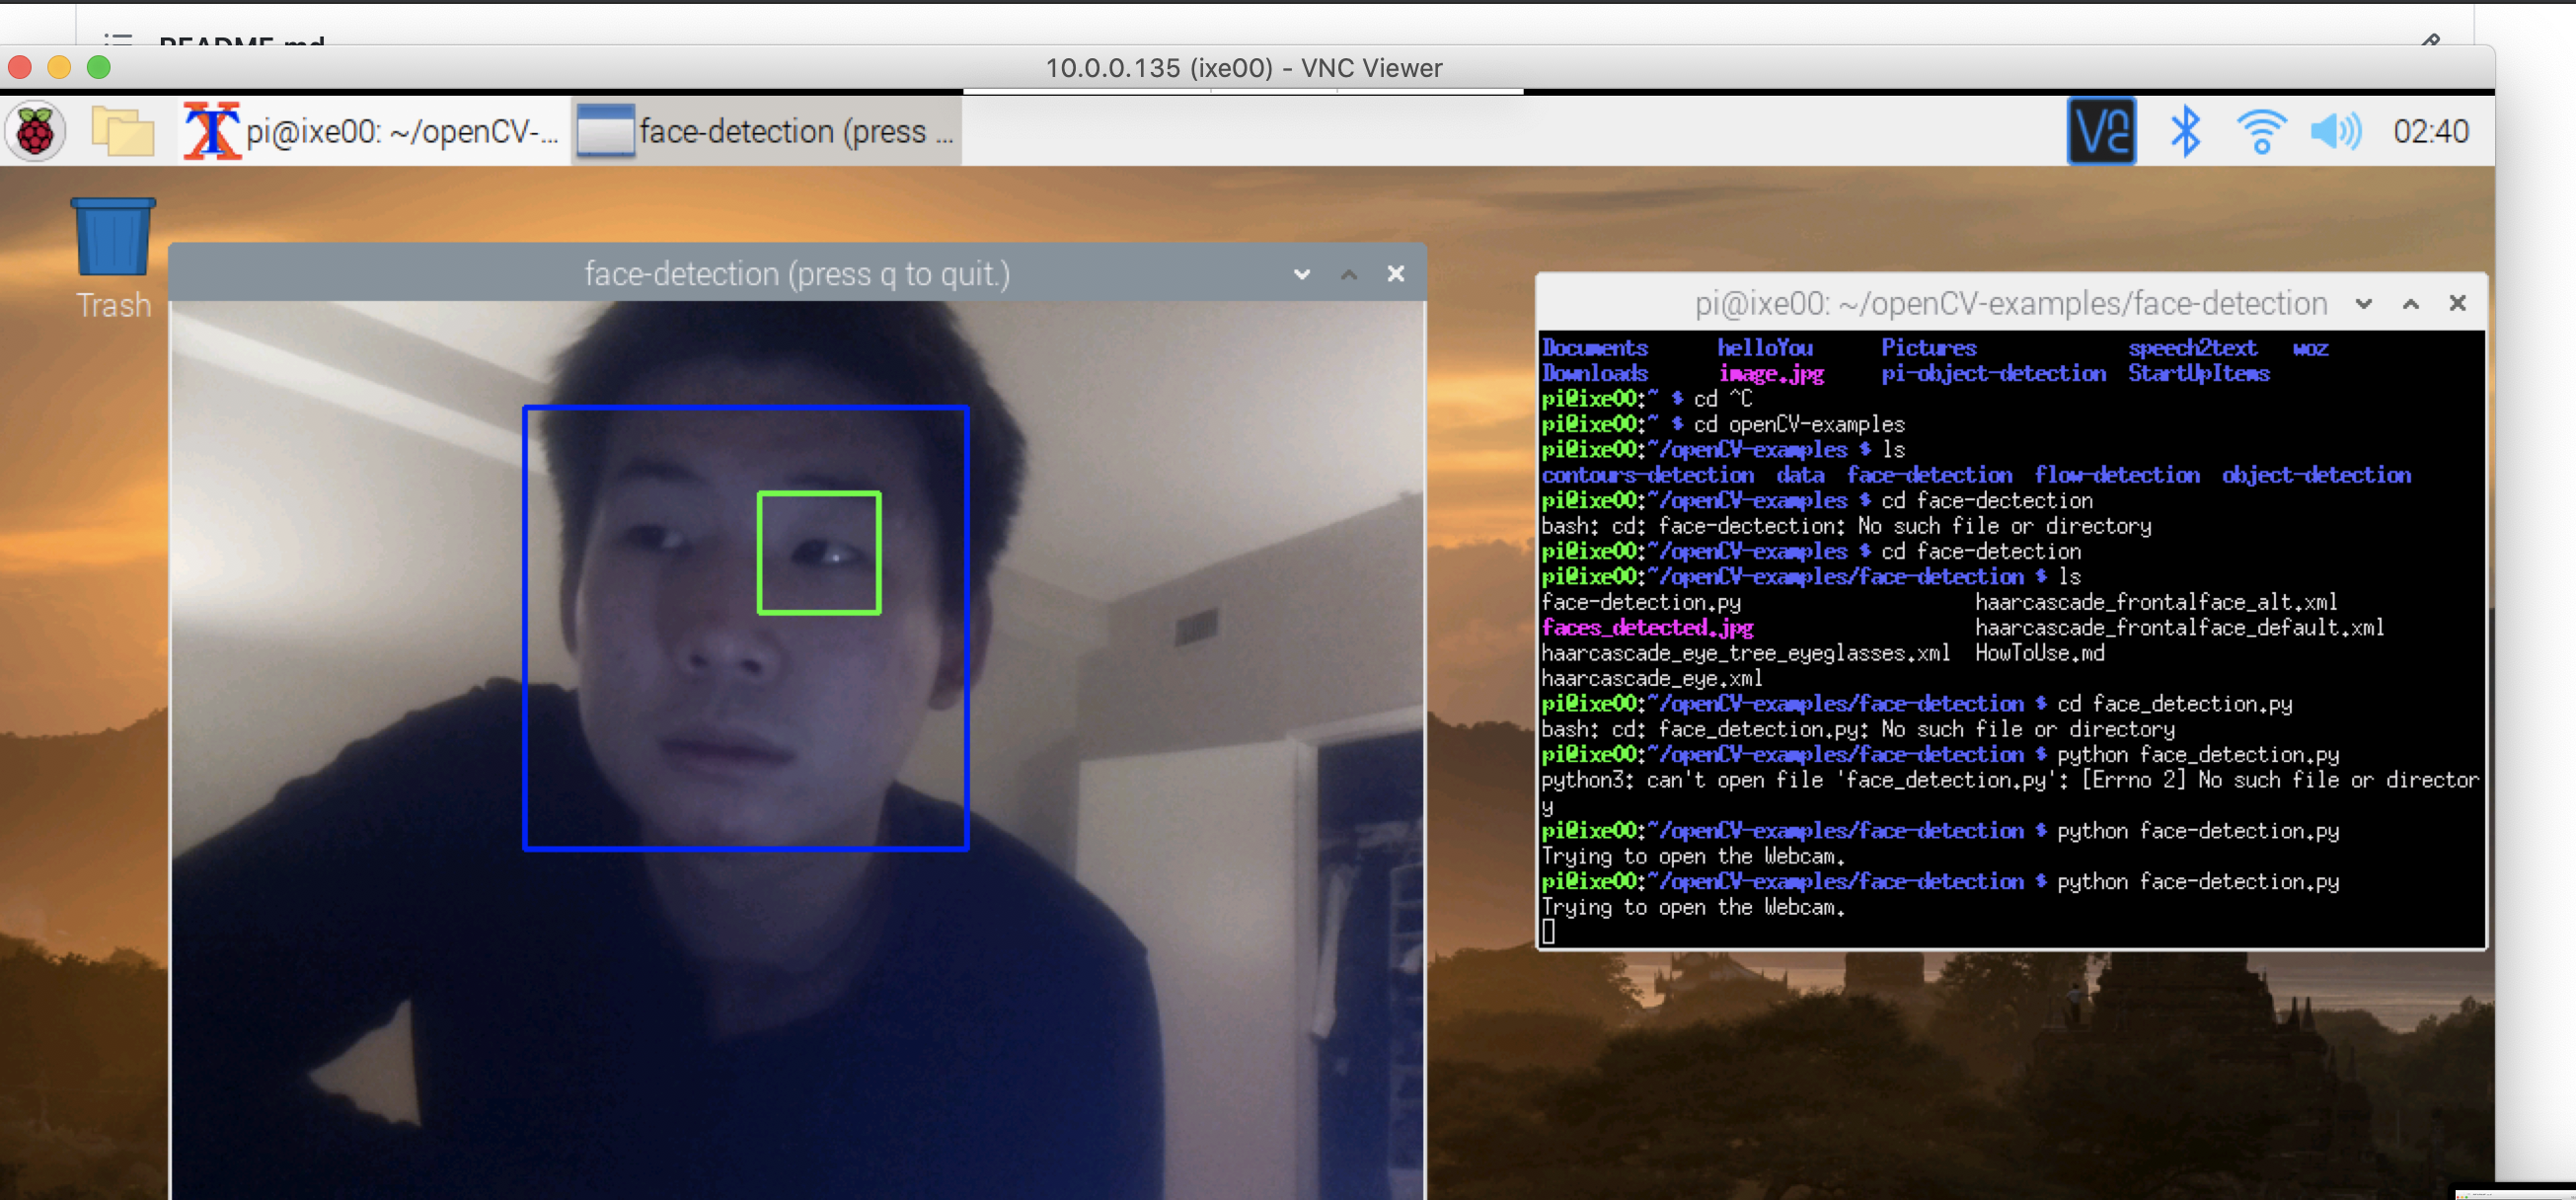 README.md
10.0.0.135 (ixe00) - VNC Viewer
pi@ixe00: ~/openCV-...
face-detection (press ...
VNC
02:40
Trash
face-detection (press q to quit.)
pi@ixe00: ~/openCV-examples/face-detection
Documents helloYou Pictures speech2text woz
Downloads image.jpg pi-object-detection StartUpItems
pi@ixe00:~ $ cd ^C
pi@ixe00:~ $ cd openCV-examples
pi@ixe00:~/openCV-examples $ ls
contours-detection data face-detection flow-detection object-detection
pi@ixe00:~/openCV-examples $ cd face-dectection
bash: cd: face-dectection: No such file or directory
pi@ixe00:~/openCV-examples $ cd face-detection
pi@ixe00:~/openCV-examples/face-detection $ ls
face-detection.py haarcascade_frontalface_alt.xml
faces_detected.jpg haarcascade_frontalface_default.xml
haarcascade_eye_tree_eyeglasses.xml HowToUse.md
haarcascade_eye.xml
pi@ixe00:~/openCV-examples/face-detection $ cd face_detection.py
bash: cd: face_detection.py: No such file or directory
pi@ixe00:~/openCV-examples/face-detection $ python face_detection.py
python3: can't open file 'face_detection.py': [Errno 2] No such file or director
y
pi@ixe00:~/openCV-examples/face-detection $ python face-detection.py
Trying to open the Webcam.
pi@ixe00:~/openCV-examples/face-detection $ python face-detection.py
Trying to open the Webcam.